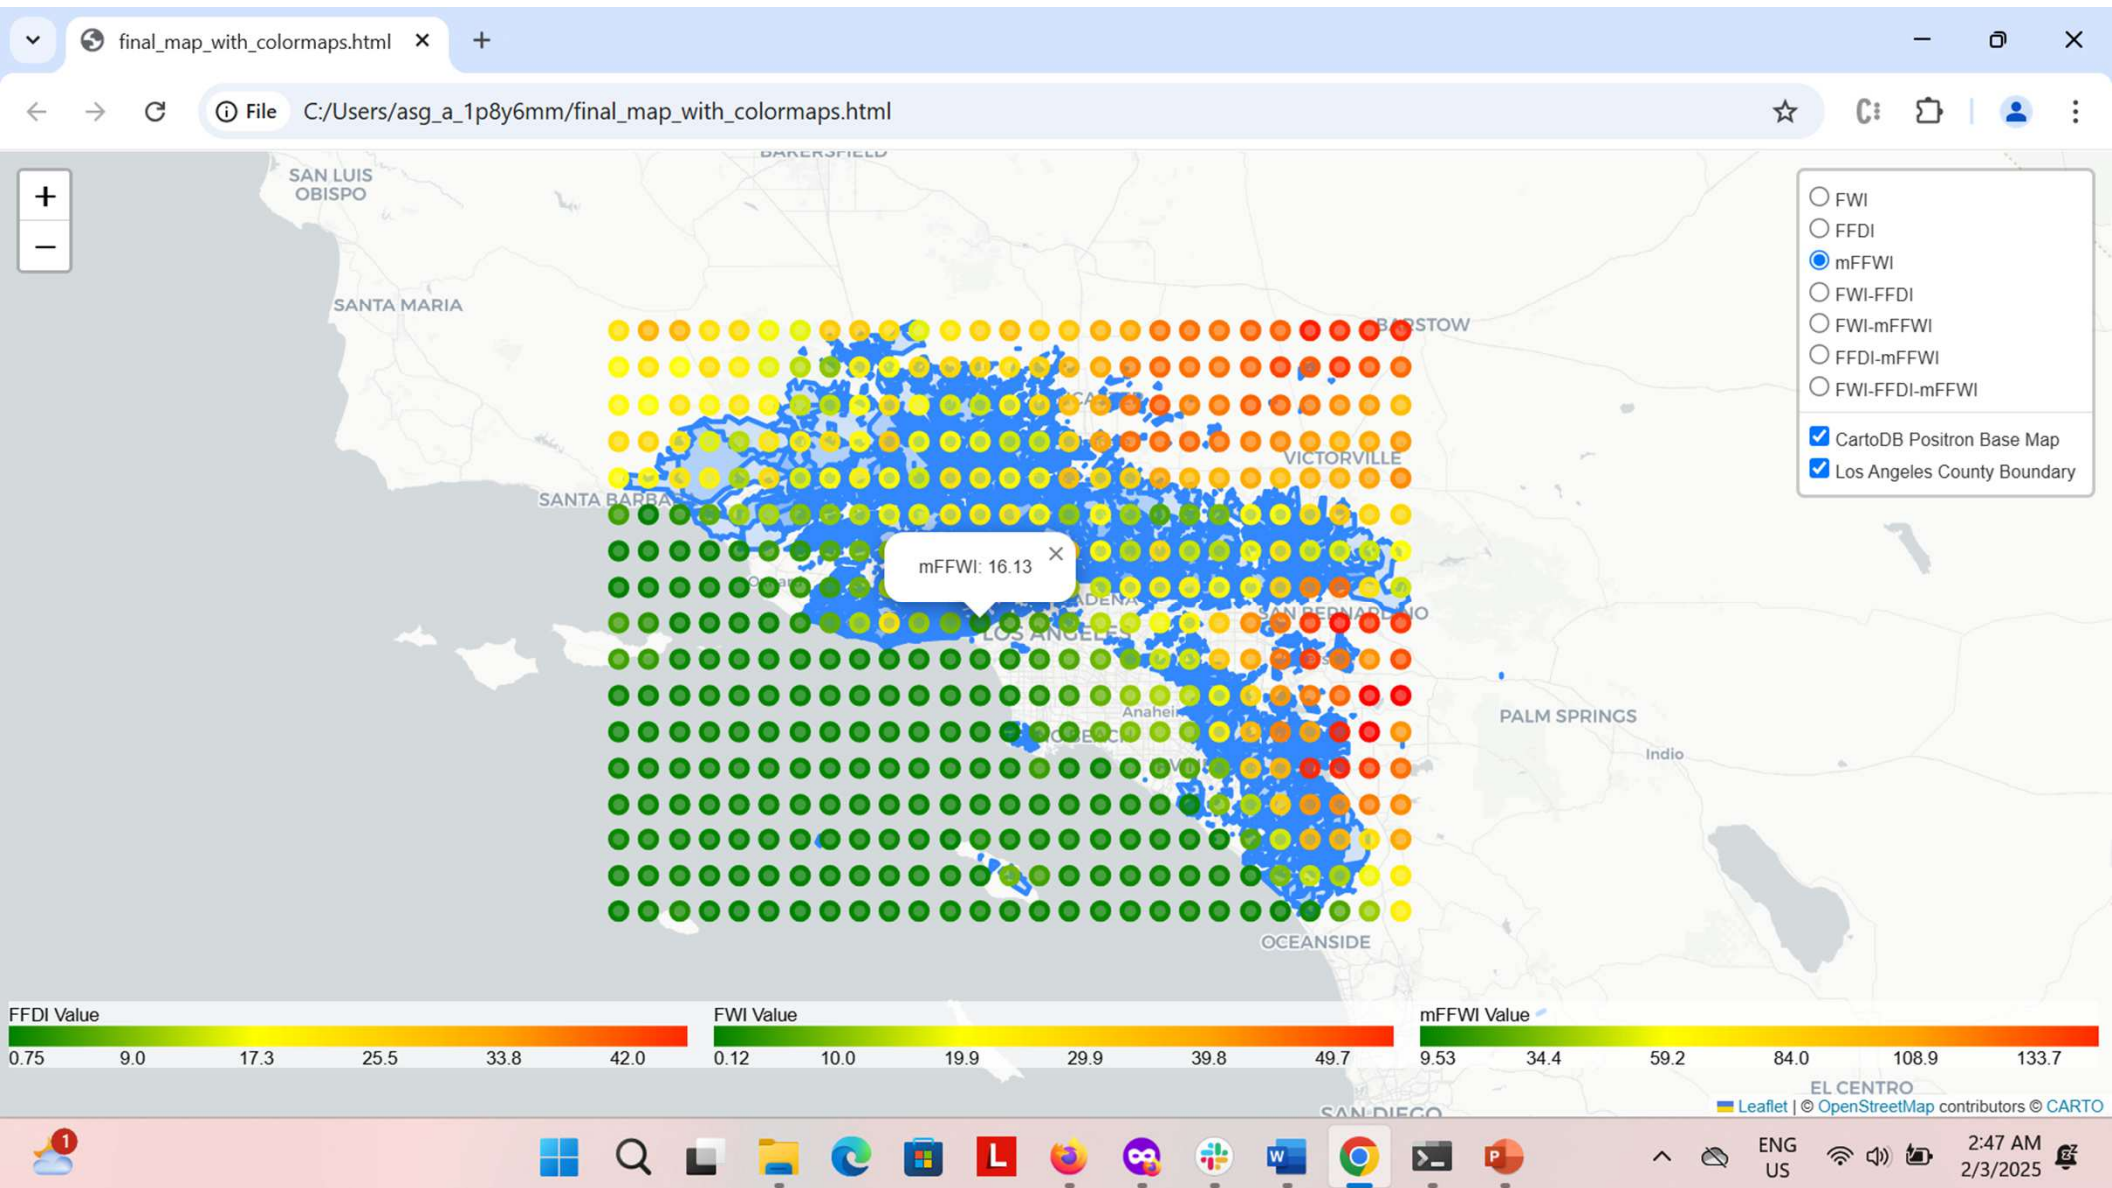 final_map_with_colormaps.html
File
C:/Users/asg_a_1p8y6mm/final_map_with_colormaps.html
BAKERSFIELD
SAN LUIS
OBISPO
SANTA MARIA
BARSTOW
VICTORVILLE
SANTA BARBA
mFFWI: 16.13
ADENA
SAN BERNARDINO
LOS ANGELES
Anaheim
PALM SPRINGS
Indio
OCEANSIDE
EL CENTRO
SAN DIEGO
+
−
FWI
FFDI
mFFWI
FWI-FFDI
FWI-mFFWI
FFDI-mFFWI
FWI-FFDI-mFFWI
CartoDB Positron Base Map
Los Angeles County Boundary
FFDI Value
0.75 9.0 17.3 25.5 33.8 42.0
FWI Value
0.12 10.0 19.9 29.9 39.8 49.7
mFFWI Value
9.53 34.4 59.2 84.0 108.9 133.7
Leaflet | © OpenStreetMap contributors © CARTO
1
L
W
P
ENG
US
2:47 AM
2/3/2025